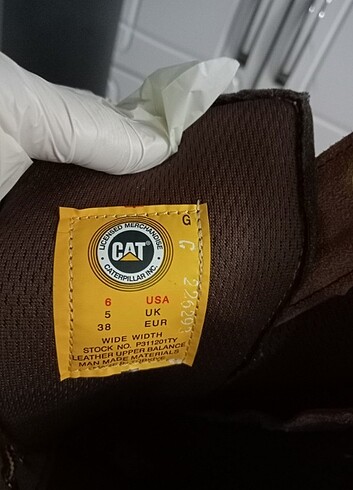 G
LICENSED MERCHANDISE
CAT
CATERPILLAR INC.
6 USA
5 UK
38 EUR
WIDE WIDTH
STOCK NO. P311201TY
LEATHER UPPER BALANCE
MAN MADE MATERIALS
G